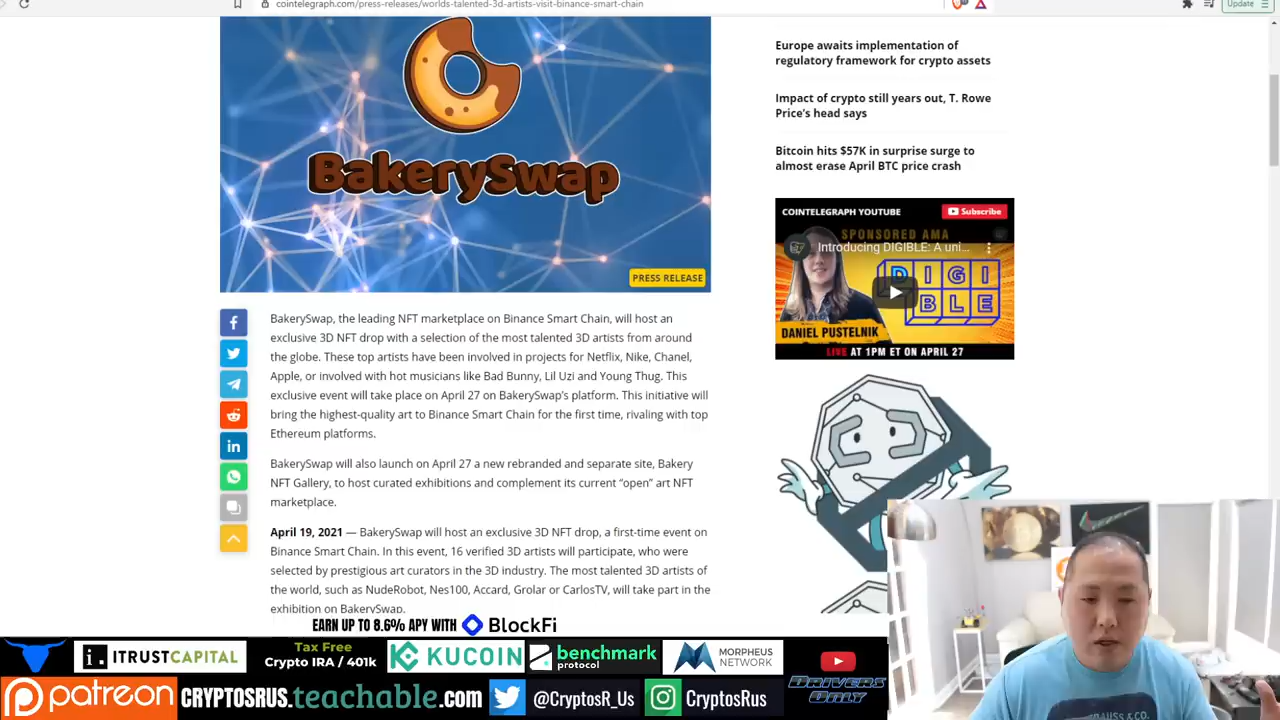 cointelegraph.com/press-releases/worlds-talented-3d-artists-visit-binance-smart-chain
Update
BakerySwap
PRESS RELEASE
BakerySwap, the leading NFT marketplace on Binance Smart Chain, will host an
exclusive 3D NFT drop with a selection of the most talented 3D artists from around
the globe. These top artists have been involved in projects for Netflix, Nike, Chanel,
Apple, or involved with hot musicians like Bad Bunny, Lil Uzi and Young Thug. This
exclusive event will take place on April 27 on BakerySwap's platform. This initiative will
bring the highest-quality art to Binance Smart Chain for the first time, rivaling with top
Ethereum platforms.
BakerySwap will also launch on April 27 a new rebranded and separate site, Bakery
NFT Gallery, to host curated exhibitions and complement its current “open” art NFT
marketplace.
April 19, 2021 — BakerySwap will host an exclusive 3D NFT drop, a first-time event on
Binance Smart Chain. In this event, 16 verified 3D artists will participate, who were
selected by prestigious art curators in the 3D industry. The most talented 3D artists of
the world, such as NudeRobot, Nes100, Accard, Grolar or CarlosTV, will take part in the
exhibition on BakerySwap.
Europe awaits implementation of
regulatory framework for crypto assets
Impact of crypto still years out, T. Rowe
Price's head says
Bitcoin hits $57K in surprise surge to
almost erase April BTC price crash
COINTELEGRAPH YOUTUBE
Subscribe
SPONSORED AMA
Introducing DIGIBLE: A uni...
DIGI
BLE
DANIEL PUSTELNIK
LIVE AT 1PM ET ON APRIL 27
EARN UP TO 8.6% APY WITH BlockFi
i. ITRUSTCAPITAL
Tax Free
Crypto IRA / 401k
KUCOIN
benchmark
protocol
MORPHEUS
NETWORK
patreon
CRYPTOSRUS.teachable.com
@CryptosR_Us
CryptosRus
DRIVERS
ONLY